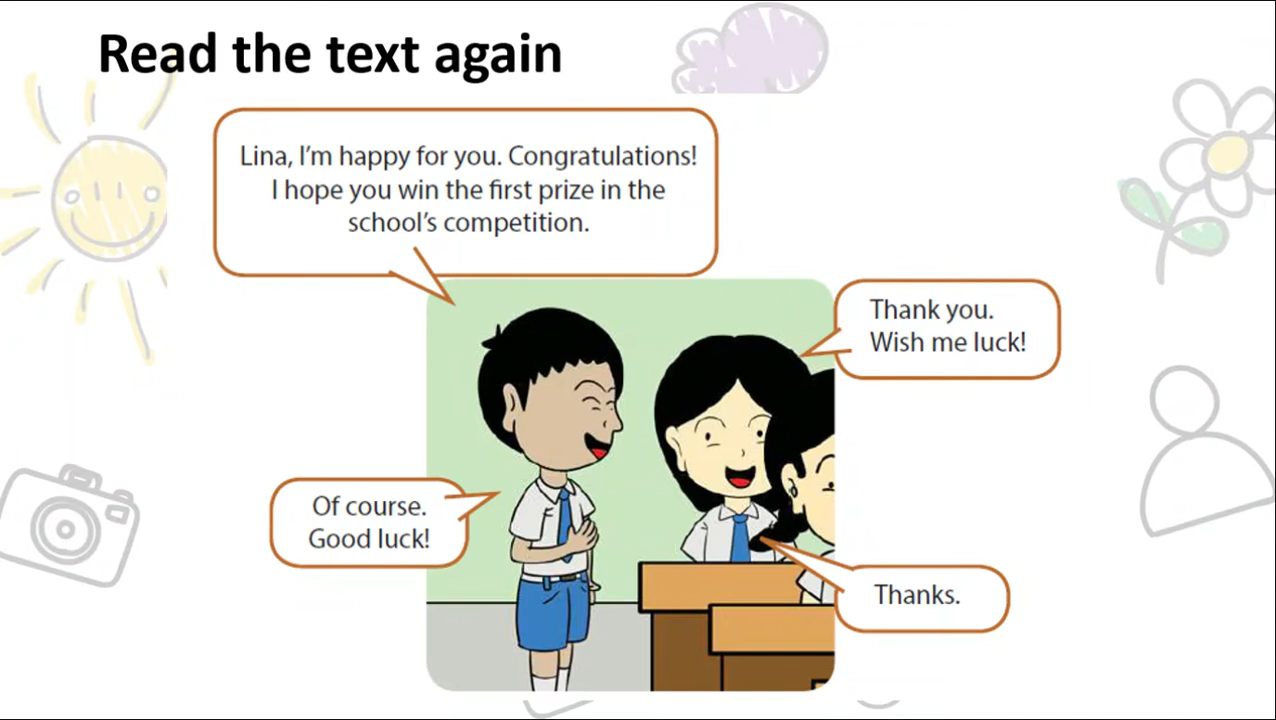 Read the text again
Lina, I'm happy for you. Congratulations!
I hope you win the first prize in the
school's competition.
Thank you.
Wish me luck!
Of course.
Good luck!
Thanks.